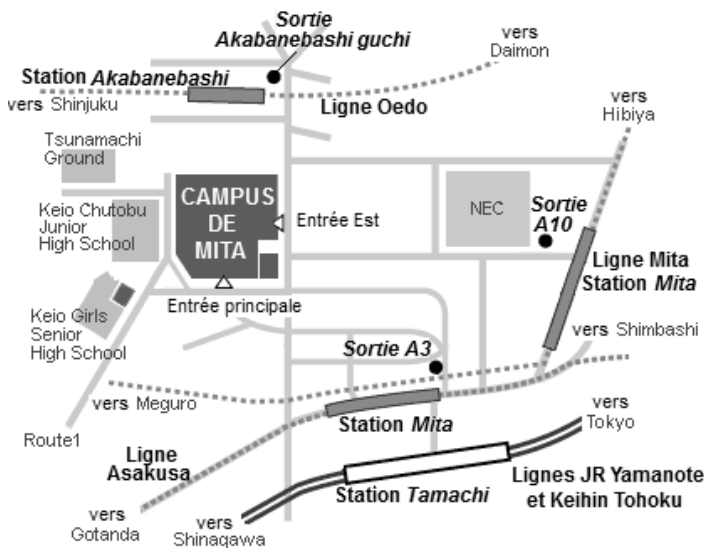 Sortie
Akabanebashi guchi
vers
Daimon
Station Akabanebashi
vers Shinjuku
Ligne Oedo
vers
Hibiya
Tsunamachi
Ground
CAMPUS
DE
MITA
Keio Chutobu
Junior
High School
Entrée Est
NEC
Sortie
A10
Ligne Mita
Station Mita
Entrée principale
Keio Girls
Senior
High School
vers Shimbashi
Sortie A3
vers Meguro
Route1
Station Mita
vers
Tokyo
Ligne
Asakusa
Station Tamachi
Lignes JR Yamanote
et Keihin Tohoku
vers
Gotanda
vers
Shinagawa